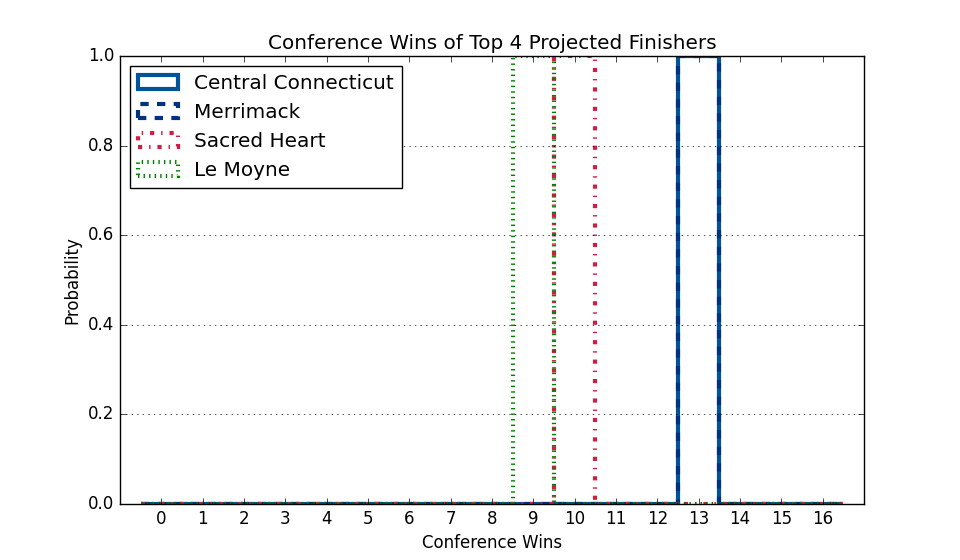 Conference Wins of Top 4 Projected Finishers
1.0
0.8
0.6
0.4
0.2
0.0
Probability
Central Connecticut
Merrimack
Sacred Heart
Le Moyne
0 1 2 3 4 5 6 7 8 9 10 11 12 13 14 15 16
Conference Wins